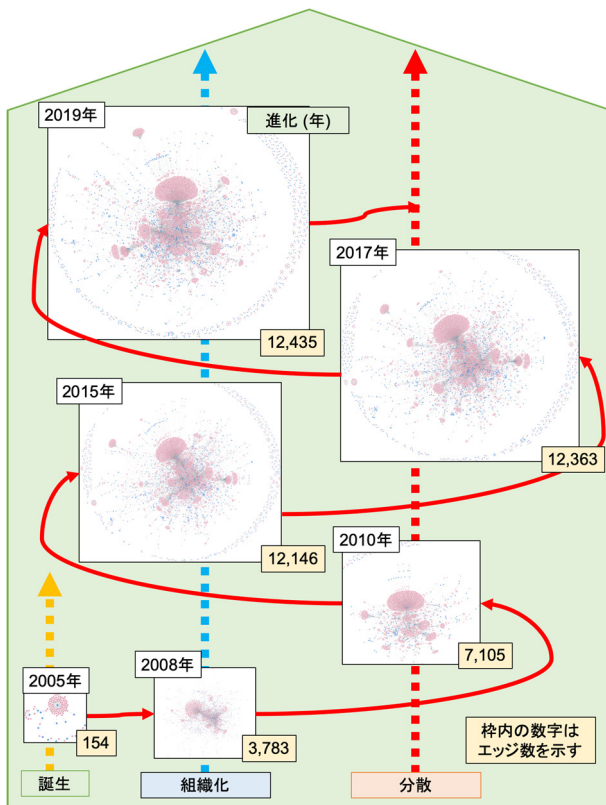 2019年
進化 (年)
2017年
12,435
2015年
12,363
12,146
2010年
7,105
2005年
2008年
154
3,783
枠内の数字は
エッジ数を示す
誕生
組織化
分散